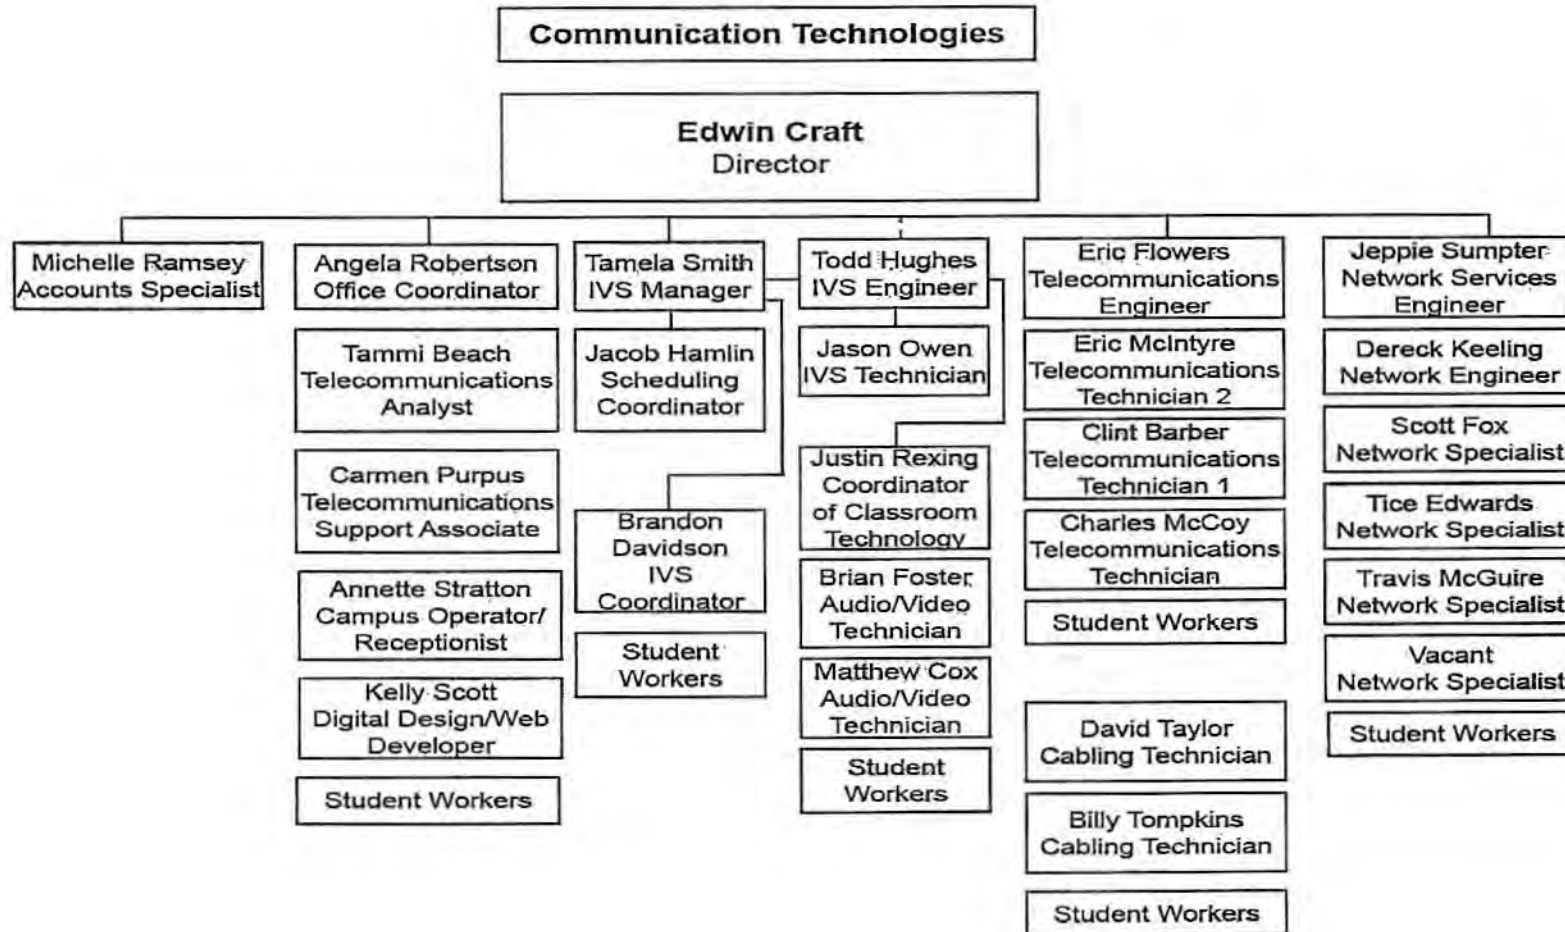 Communication Technologies
Edwin Craft
Director
Michelle Ramsey
Accounts Specialist
Angela Robertson
Office Coordinator
Tammi Beach
Telecommunications
Analyst
Carmen Purpus
Telecommunications
Support Associate
Annette Stratton
Campus Operator/
Receptionist
Kelly Scott
Digital Design/Web
Developer
Student Workers
Tamela Smith
IVS Manager
Jacob Hamlin
Scheduling
Coordinator
Brandon
Davidson
IVS
Coordinator
Student
Workers
Todd Hughes
IVS Engineer
Jason Owen
IVS Technician
Justin Rexing
Coordinator
of Classroom
Technology
Brian Foster
Audio/Video
Technician
Matthew Cox
Audio/Video
Technician
Student
Workers
Eric Flowers
Telecommunications
Engineer
Eric McIntyre
Telecommunications
Technician 2
Clint Barber
Telecommunications
Technician 1
Charles McCoy
Telecommunications
Technician
Student Workers
David Taylor
Cabling Technician
Billy Tompkins
Cabling Technician
Student Workers
Jeppie Sumpter
Network Services
Engineer
Dereck Keeling
Network Engineer
Scott Fox
Network Specialist
Tice Edwards
Network Specialist
Travis McGuire
Network Specialist
Vacant
Network Specialist
Student Workers